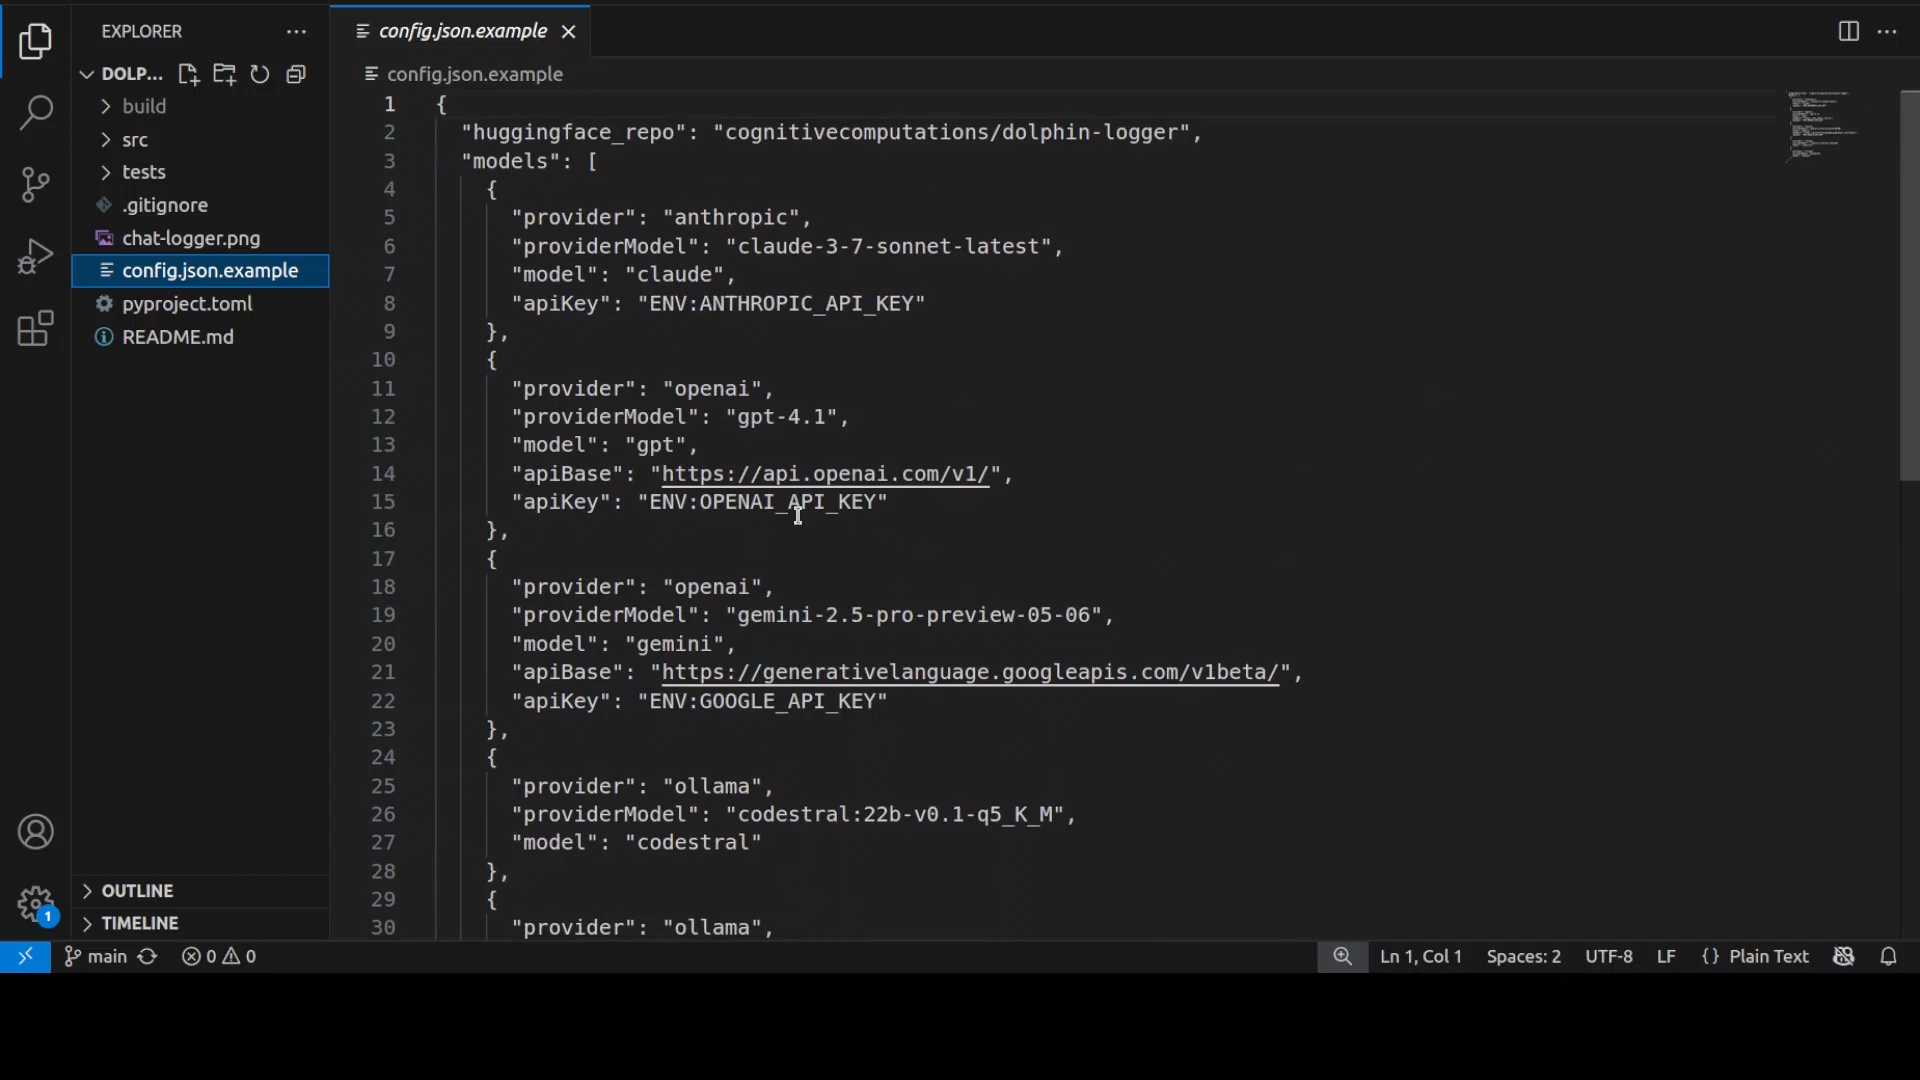 EXPLORER
DOLP...
build
src
tests
.gitignore
chat-logger.png
config.json.example
pyproject.toml
README.md
OUTLINE
TIMELINE
config.json.example
config.json.example
1 {
2 "huggingface_repo": "cognitivecomputations/dolphin-logger",
3 "models": [
4 {
5 "provider": "anthropic",
6 "providerModel": "claude-3-7-sonnet-latest",
7 "model": "claude",
8 "apiKey": "ENV:ANTHROPIC_API_KEY"
9 },
10 {
11 "provider": "openai",
12 "providerModel": "gpt-4.1",
13 "model": "gpt",
14 "apiBase": "https://api.openai.com/v1/",
15 "apiKey": "ENV:OPENAI_API_KEY"
16 },
17 {
18 "provider": "openai",
19 "providerModel": "gemini-2.5-pro-preview-05-06",
20 "model": "gemini",
21 "apiBase": "https://generativelanguage.googleapis.com/v1beta/",
22 "apiKey": "ENV:GOOGLE_API_KEY"
23 },
24 {
25 "provider": "ollama",
26 "providerModel": "codestral:22b-v0.1-q5_K_M",
27 "model": "codestral"
28 },
29 {
30 "provider": "ollama",
1
main 0 0 Ln 1, Col 1 Spaces: 2 UTF-8 LF {} Plain Text